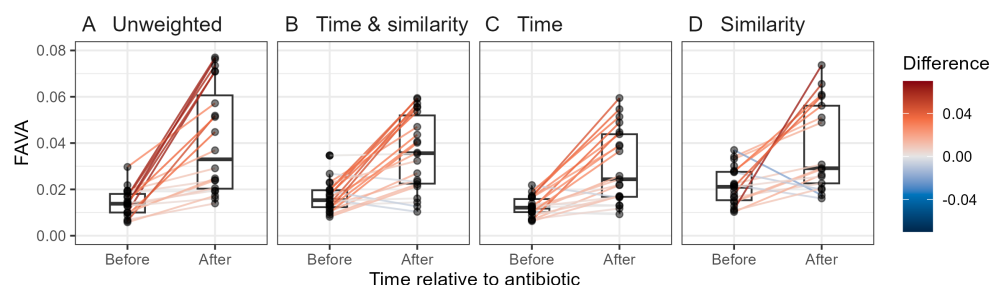 A Unweighted
B Time & similarity
C Time
D Similarity
FAVA
0.08
0.06
0.04
0.02
0.00
Before After
Before After
Before After
Before After
Time relative to antibiotic
Difference
0.04
0.00
-0.04